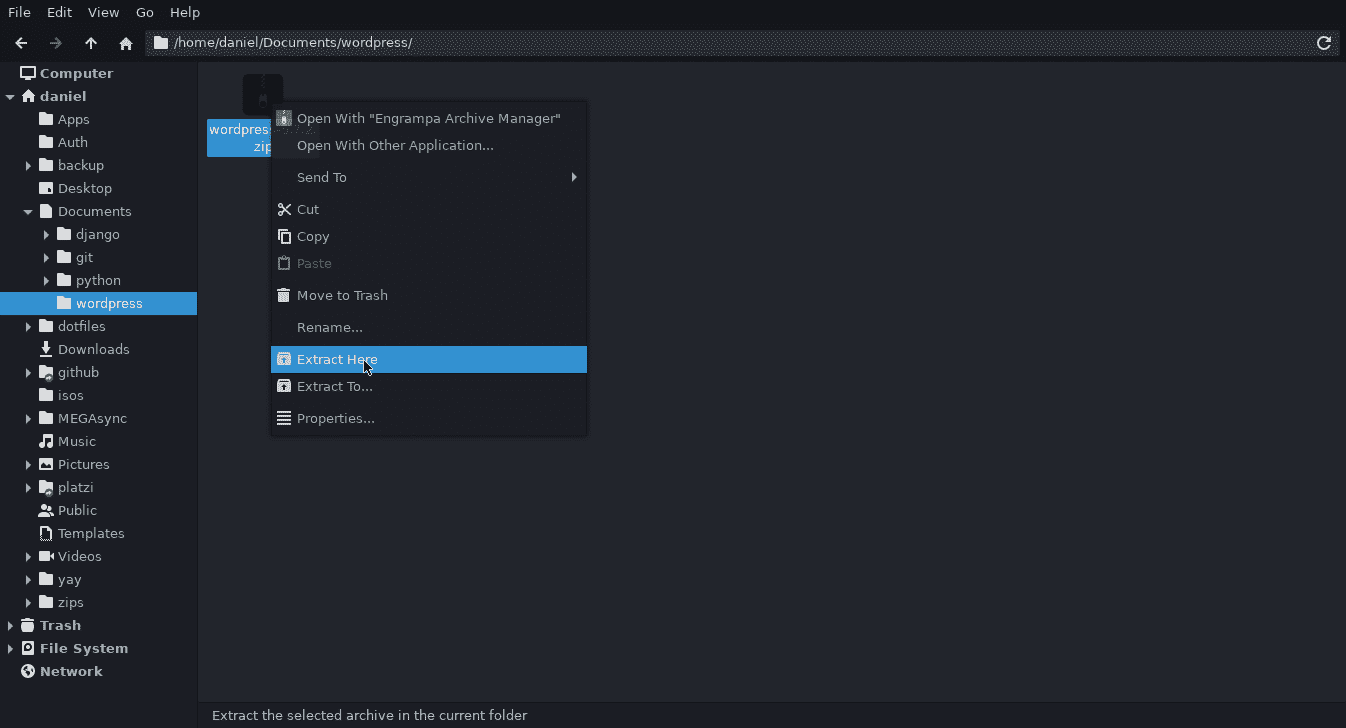 File Edit View Go Help
/home/daniel/Documents/wordpress/
Computer
daniel
Apps
Auth
backup
Desktop
Documents
django
git
python
wordpress
dotfiles
Downloads
github
isos
MEGAsync
Music
Pictures
platzi
Public
Templates
Videos
yay
zips
Trash
File System
Network
wordpress
zip
Open With "Engrampa Archive Manager"
Open With Other Application...
Send To
Cut
Copy
Paste
Move to Trash
Rename...
Extract Here
Extract To...
Properties...
Extract the selected archive in the current folder